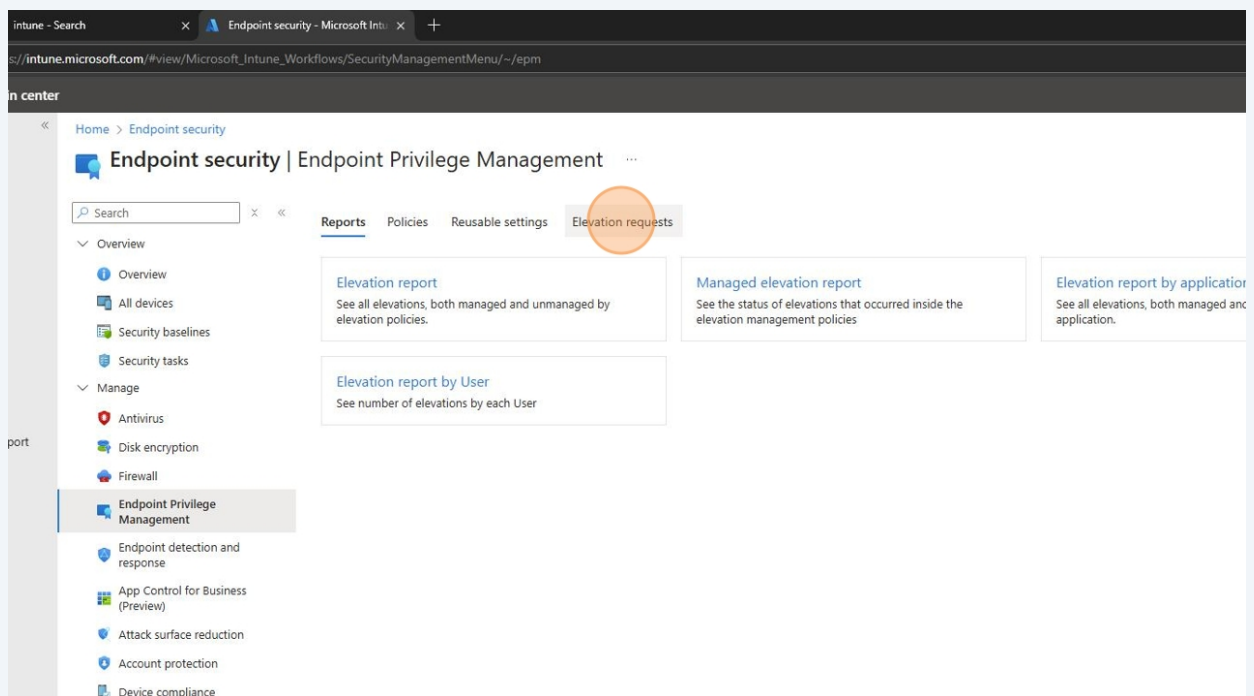 intune - Search
Endpoint security - Microsoft Intu
s://intune.microsoft.com/#view/Microsoft_Intune_Workflows/SecurityManagementMenu/~/epm
in center
Home > Endpoint security
Endpoint security | Endpoint Privilege Management ...
Search
Overview
Overview
All devices
Security baselines
Security tasks
Manage
Antivirus
Disk encryption
Firewall
Endpoint Privilege
Management
Endpoint detection and
response
App Control for Business
(Preview)
Attack surface reduction
Account protection
Device compliance
port
Reports Policies Reusable settings Elevation requests
Elevation report
See all elevations, both managed and unmanaged by
elevation policies.
Managed elevation report
See the status of elevations that occurred inside the
elevation management policies
Elevation report by application
See all elevations, both managed and
application.
Elevation report by User
See number of elevations by each User